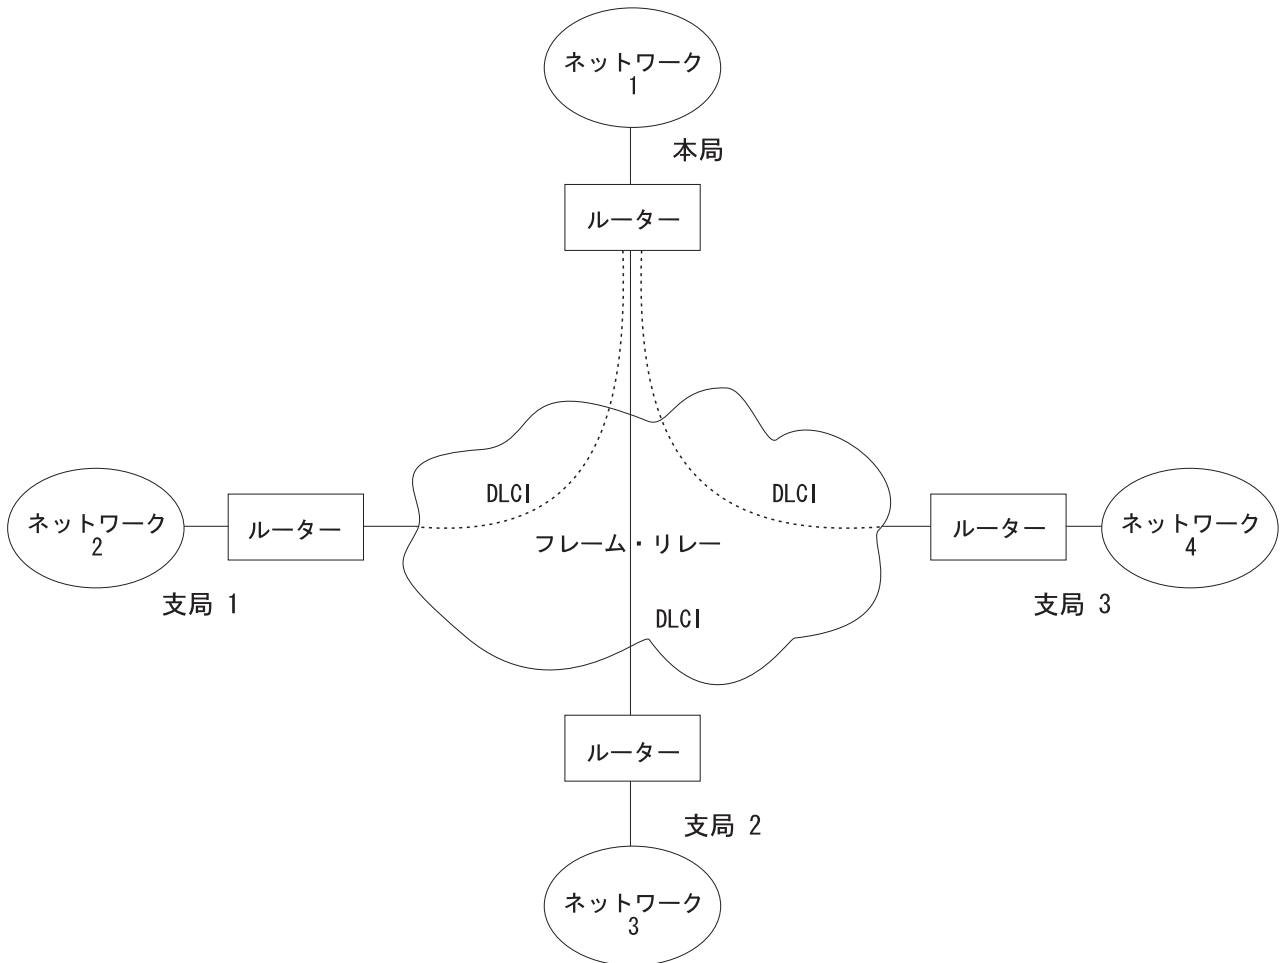 ネットワーク
1
本局
ルーター
DLCI
DLCI
ネットワーク
2
ルーター
フレーム・リレー
ルーター
ネットワーク
4
支局 1
支局 3
DLCI
ルーター
支局 2
ネットワーク
3